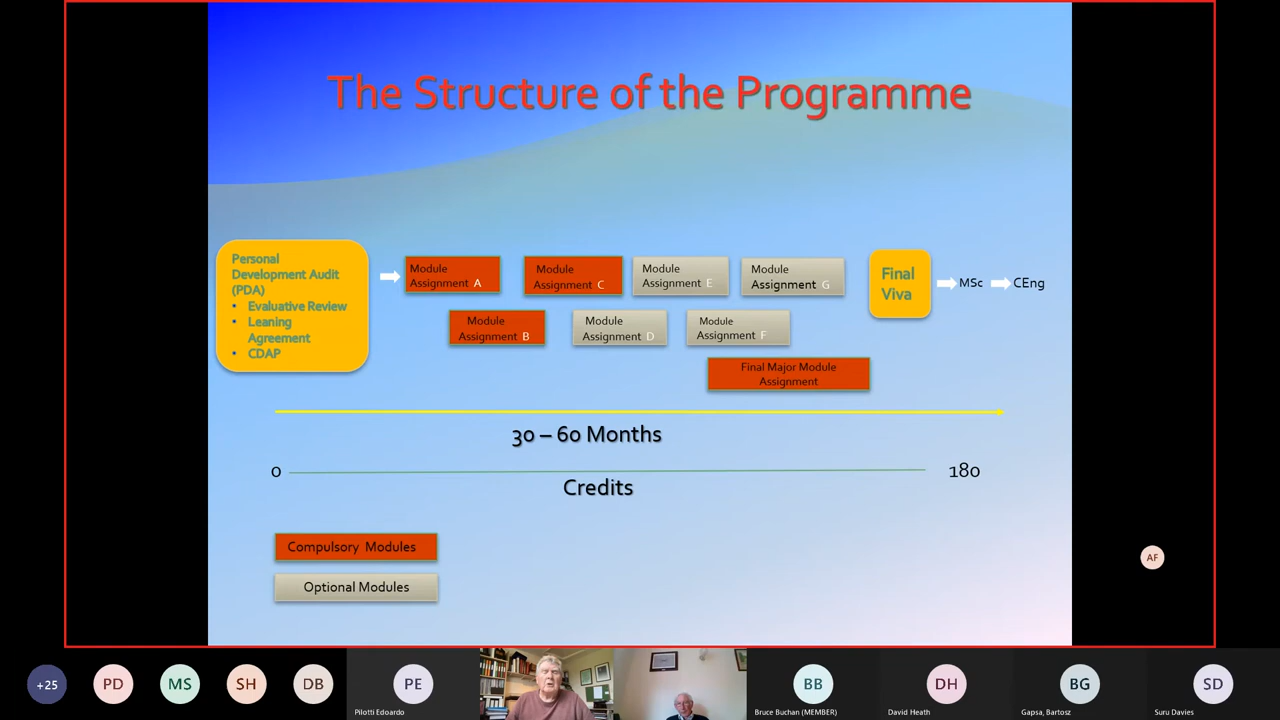 The Structure of the Programme
Personal
Development Audit
(PDA)
• Evaluative Review
• Leaning
Agreement
• CDAP
Module
Assignment A
Module
Assignment B
Module
Assignment C
Module
Assignment D
Module
Assignment E
Module
Assignment F
Module
Assignment G
Final Major Module
Assignment
Final
Viva
MSc
CEng
30 – 60 Months
0
180
Credits
Compulsory Modules
Optional Modules
AF
+25
PD
MS
SH
DB
PE
Pilotti Edoardo
BB
Bruce Buchan (MEMBER)
DH
David Heath
BG
Gapsa, Bartosz
SD
Suru Davies